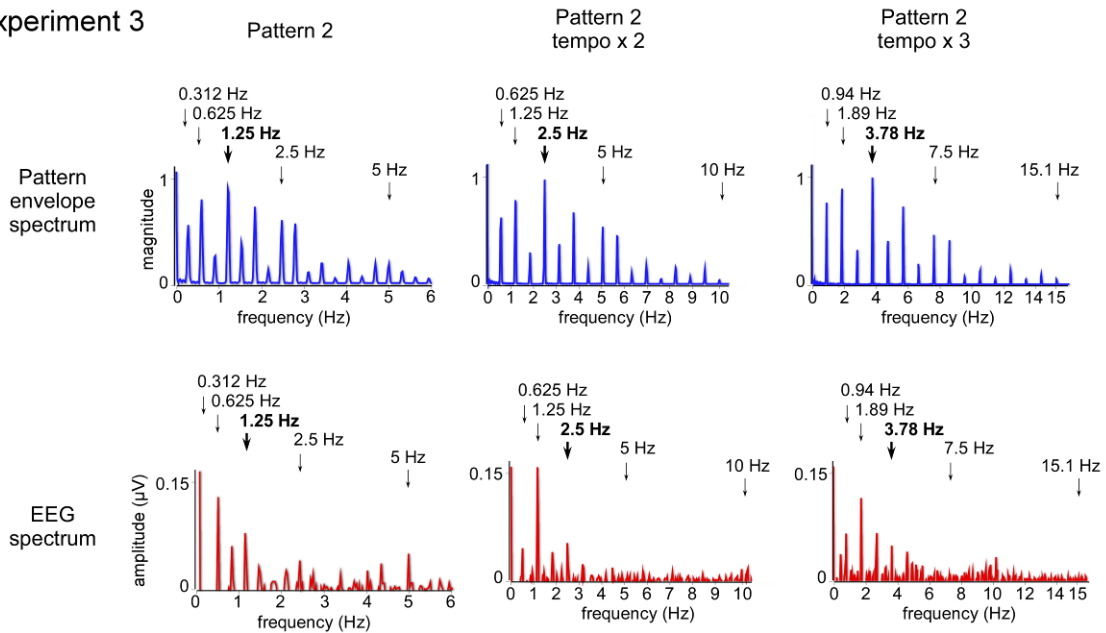 xperiment 3
Pattern 2
Pattern 2
tempo x 2
Pattern 2
tempo x 3
Pattern
envelope
spectrum
magnitude
1
0
0.312 Hz
0.625 Hz
1.25 Hz
2.5 Hz
5 Hz
0 1 2 3 4 5 6
frequency (Hz)
0.625 Hz
1.25 Hz
2.5 Hz
5 Hz
10 Hz
1
0
0 1 2 3 4 5 6 7 8 9 10
frequency (Hz)
0.94 Hz
1.89 Hz
3.78 Hz
7.5 Hz
15.1 Hz
1
0
0 2 4 6 8 10 12 14 15
frequency (Hz)
EEG
spectrum
amplitude (µV)
0.15
0
0.312 Hz
0.625 Hz
1.25 Hz
2.5 Hz
5 Hz
0 1 2 3 4 5 6
frequency (Hz)
0.625 Hz
1.25 Hz
2.5 Hz
5 Hz
10 Hz
0.15
0
0 1 2 3 4 5 6 7 8 9 10
frequency (Hz)
0.94 Hz
1.89 Hz
3.78 Hz
7.5 Hz
15.1 Hz
0.15
0
0 2 4 6 8 10 12 14 15
frequency (Hz)